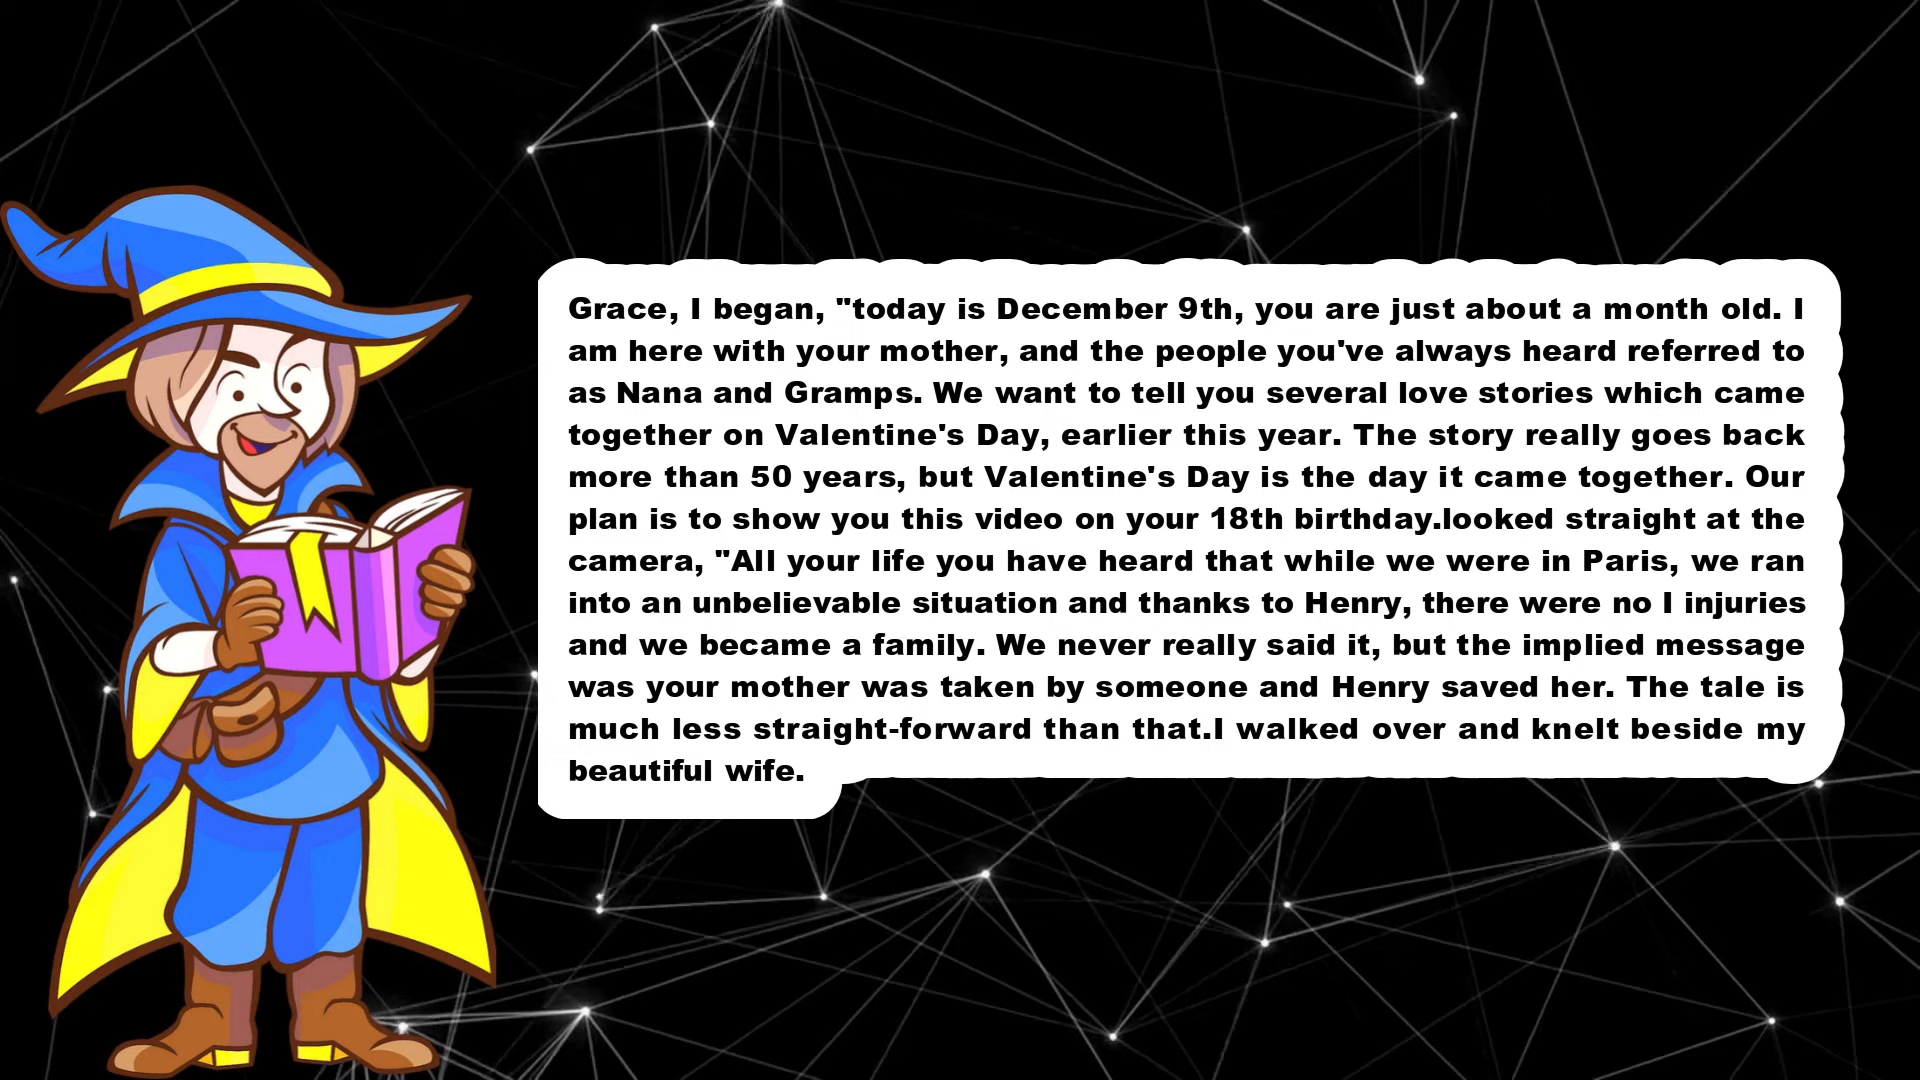 Grace, I began, "today is December 9th, you are just about a month old. I
am here with your mother, and the people you've always heard referred to
as Nana and Gramps. We want to tell you several love stories which came
together on Valentine's Day, earlier this year. The story really goes back
more than 50 years, but Valentine's Day is the day it came together. Our
plan is to show you this video on your 18th birthday.looked straight at the
camera, "All your life you have heard that while we were in Paris, we ran
into an unbelievable situation and thanks to Henry, there were no I injuries
and we became a family. We never really said it, but the implied message
was your mother was taken by someone and Henry saved her. The tale is
much less straight-forward than that.I walked over and knelt beside my
beautiful wife.